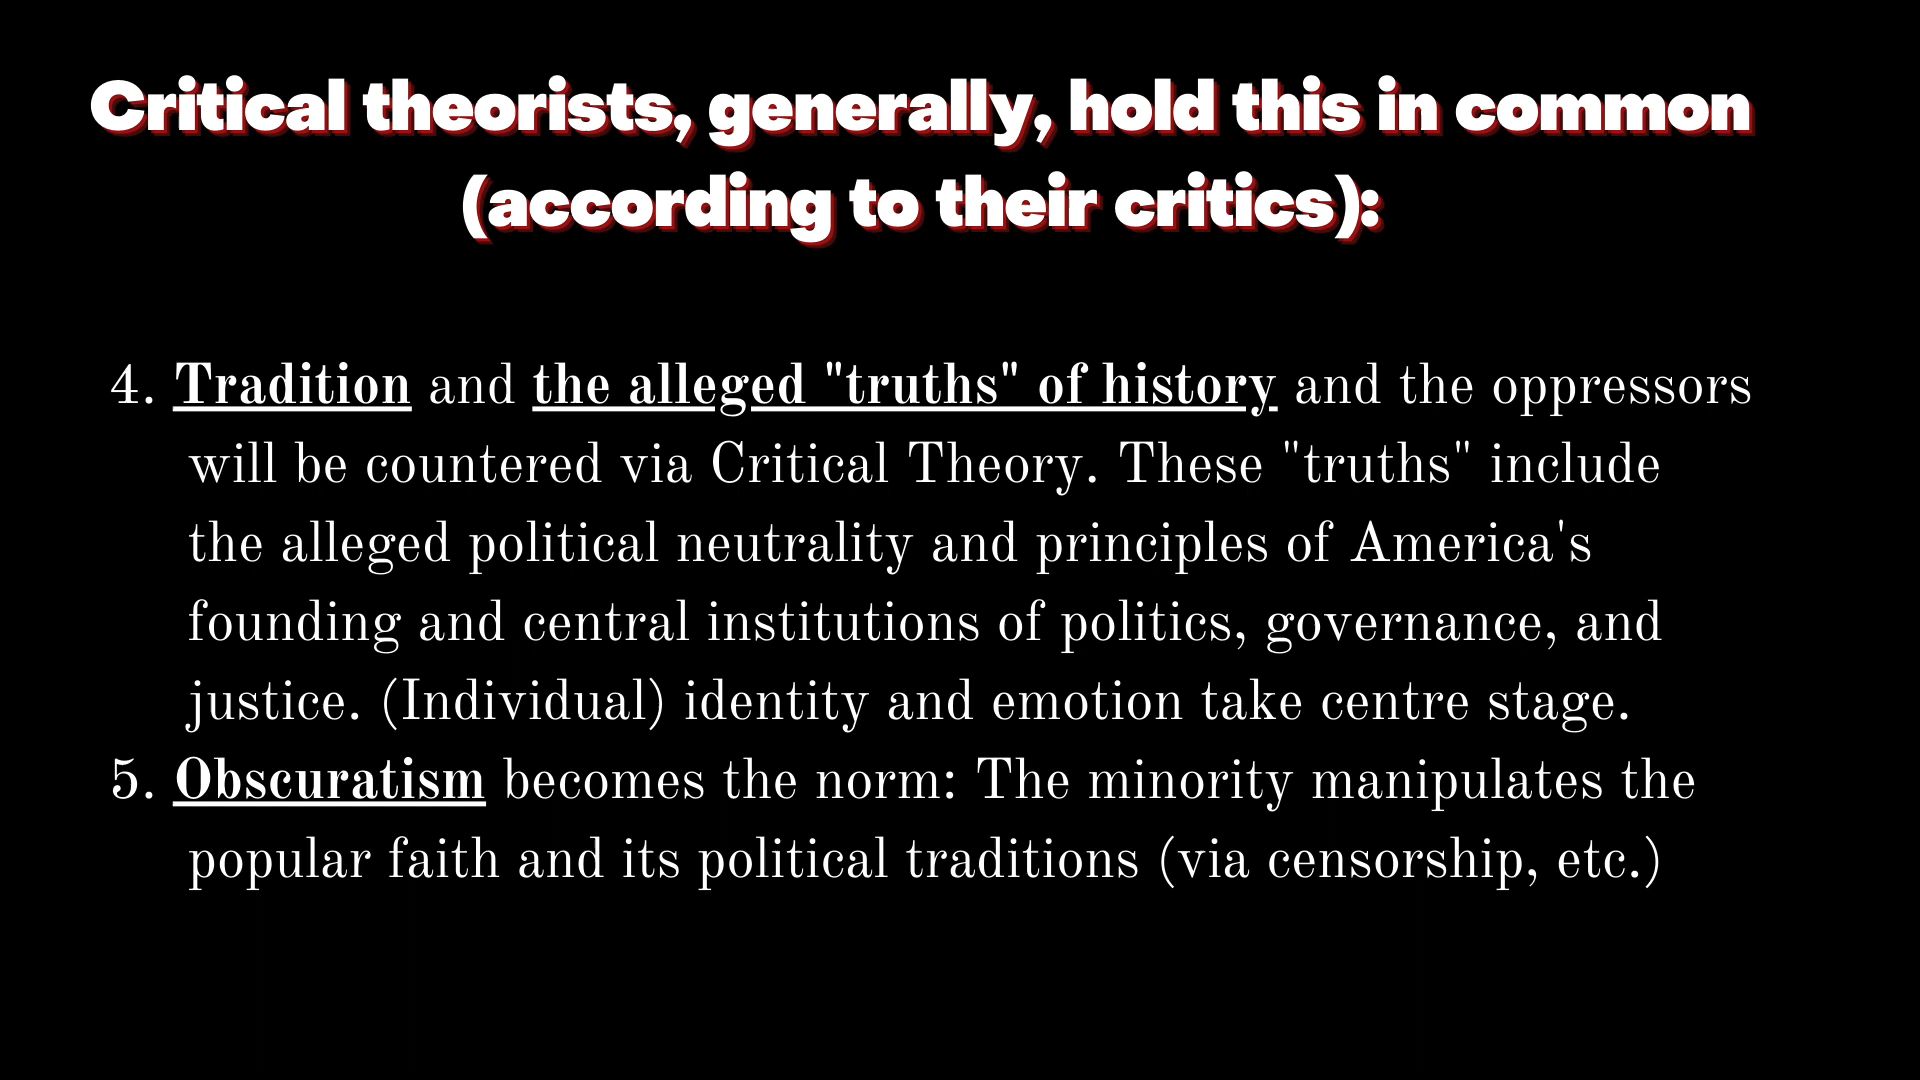 Critical theorists, generally, hold this in common
(according to their critics):
4. Tradition and the alleged "truths" of history and the oppressors
will be countered via Critical Theory. These "truths" include
the alleged political neutrality and principles of America's
founding and central institutions of politics, governance, and
justice. (Individual) identity and emotion take centre stage.
5. Obscuratism becomes the norm: The minority manipulates the
popular faith and its political traditions (via censorship, etc.)